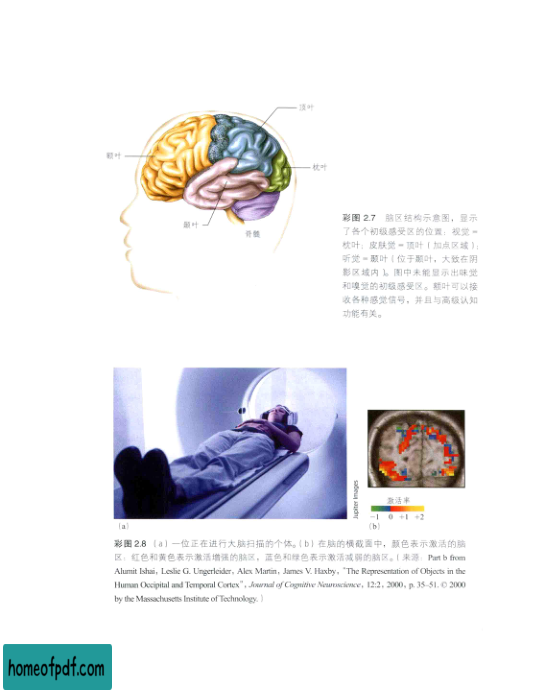 顶叶
额叶
枕叶
颞叶
脊髓
彩图 2.7 脑区结构示意图，显示
了各个初级感受区的位置：视觉＝
枕叶；皮肤觉＝顶叶（加点区域）；
听觉＝颞叶（位于颞叶，大致在阴
影区域内）。图中未能显示出味觉
和嗅觉的初级感受区。额叶可以接
收各种感觉信号，并且与高级认知
功能有关。
Jupiter Images
激活率
−1 0 +1 +2
(a)
(b)
彩图 2.8 （a）一位正在进行大脑扫描的个体。（b）在脑的横截面中，颜色表示激活的脑
区：红色和黄色表示激活增强的脑区，蓝色和绿色表示激活减弱的脑区。（来源：Part b from
Alumit Ishai, Leslie G. Ungerleider, Alex Martin, James V. Haxby, "The Representation of Objects in the
Human Occipital and Temporal Cortex", Journal of Cognitive Neuroscience, 12:2, 2000, p. 35–51. © 2000
by the Massachusetts Institute of Technology.）
homeofpdf.com